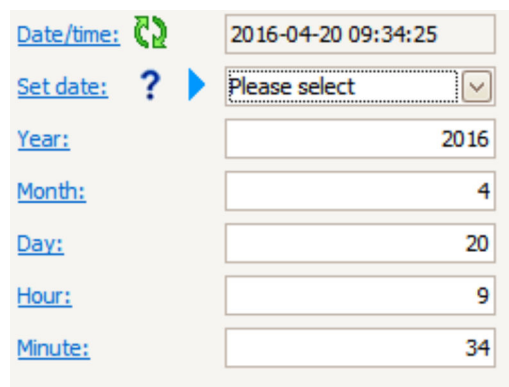 Date/time: 2016-04-20 09:34:25
Set date: ? Please select
Year: 2016
Month: 4
Day: 20
Hour: 9
Minute: 34